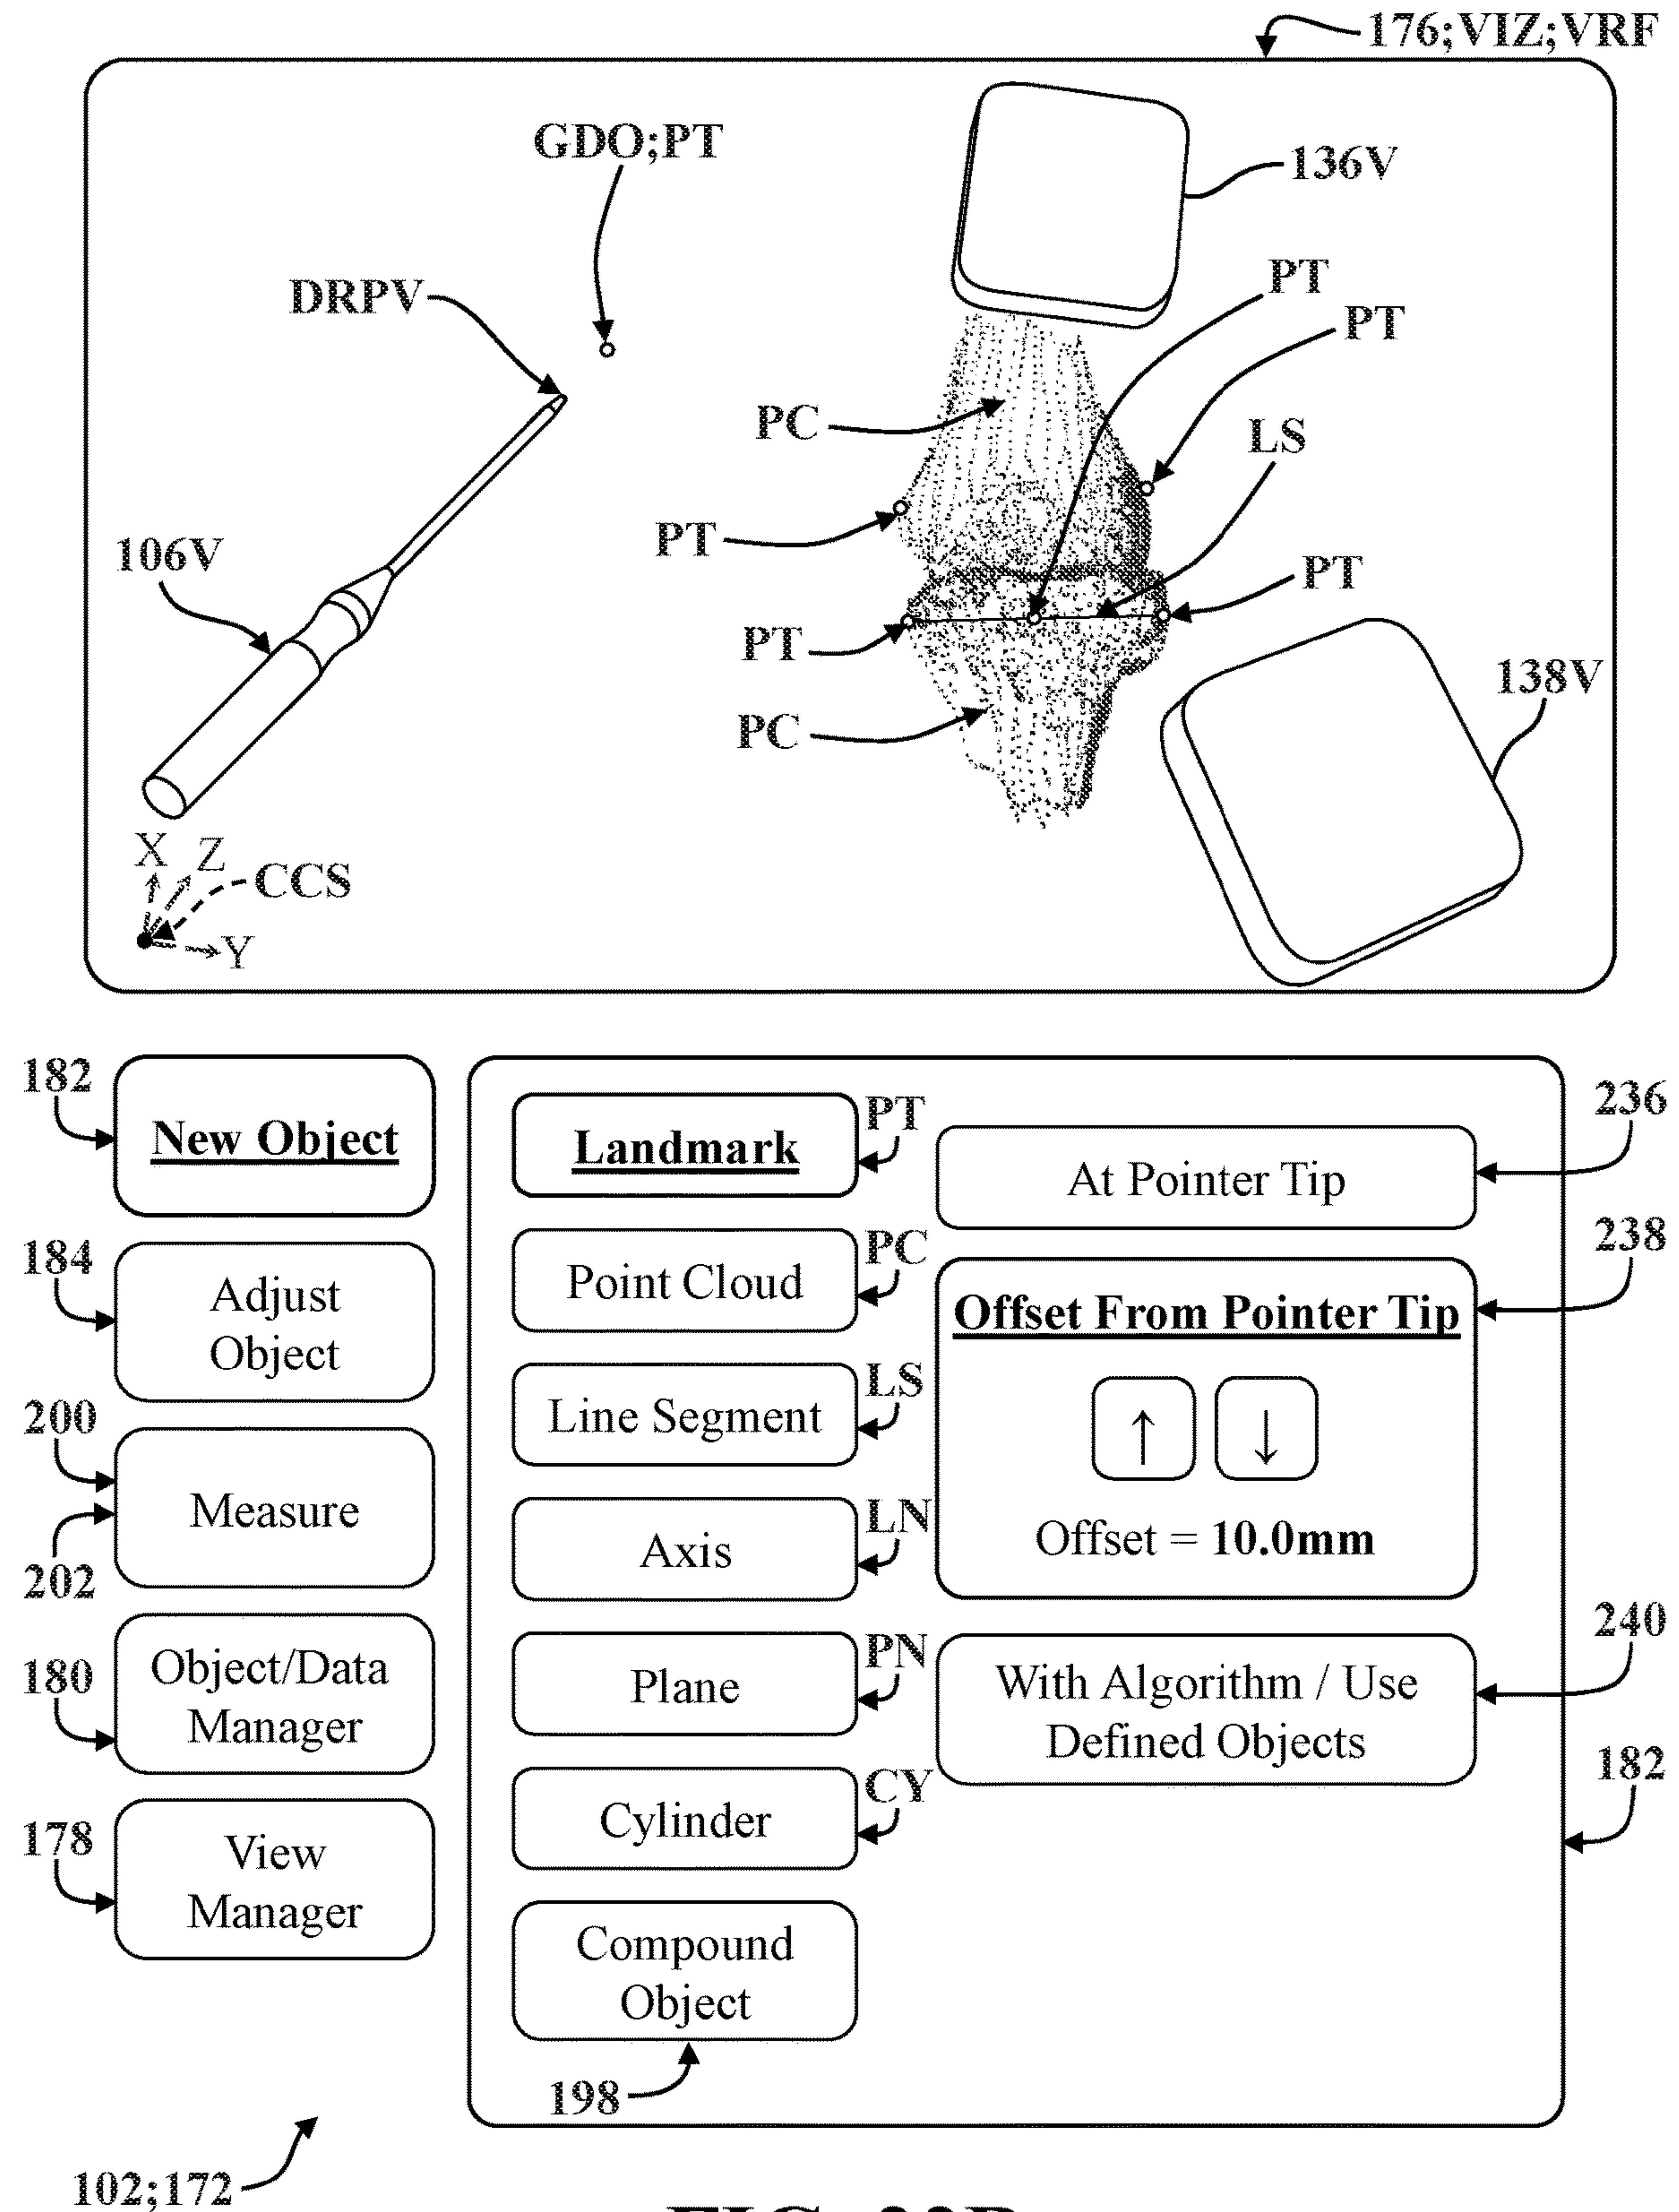 176;VIZ;VRF
GDO;PT
136V
DRPV
PT
PT
PC
LS
PT
106V
PT
PT
138V
PC
X Z
CCS
Y
182
New Object
Landmark
PT
236
At Pointer Tip
184
Adjust
Object
Point Cloud
PC
238
Offset From Pointer Tip
↑ ↓
Offset = 10.0mm
Line Segment
LS
200
Measure
202
Axis
LN
180
Object/Data
Manager
Plane
PN
240
With Algorithm / Use
Defined Objects
182
178
View
Manager
Cylinder
CY
Compound
Object
198
102;172